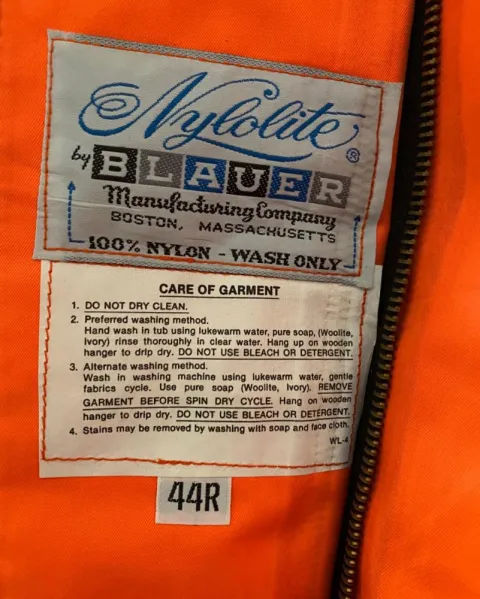 Nylolite®
by BLAUER
Manufacturing Company
BOSTON, MASSACHUSETTS
100% NYLON - WASH ONLY
CARE OF GARMENT
1. DO NOT DRY CLEAN.
2. Preferred washing method.
Hand wash in tub using lukewarm water, pure soap, (Woolite,
Ivory) rinse thoroughly in clear water. Hang up on wooden
hanger to drip dry. DO NOT USE BLEACH OR DETERGENT.
3. Alternate washing method.
Wash in washing machine using lukewarm water, gentle
fabrics cycle. Use pure soap (Woolite, Ivory). REMOVE
GARMENT BEFORE SPIN DRY CYCLE. Hang on wooden
hanger to drip dry. DO NOT USE BLEACH OR DETERGENT.
4. Stains may be removed by washing with soap and face cloth.
WL-4
44R